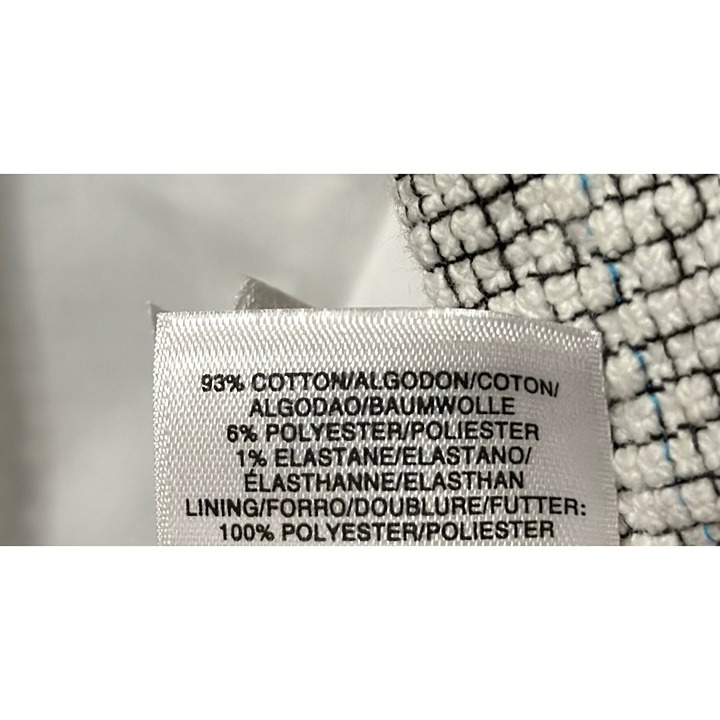 93% COTTON/ALGODON/COTON/
ALGODAO/BAUMWOLLE
6% POLYESTER/POLIESTER
1% ELASTANE/ELASTANO/
ÉLASTHANNE/ELASTHAN
LINING/FORRO/DOUBLURE/FUTTER:
100% POLYESTER/POLIESTER